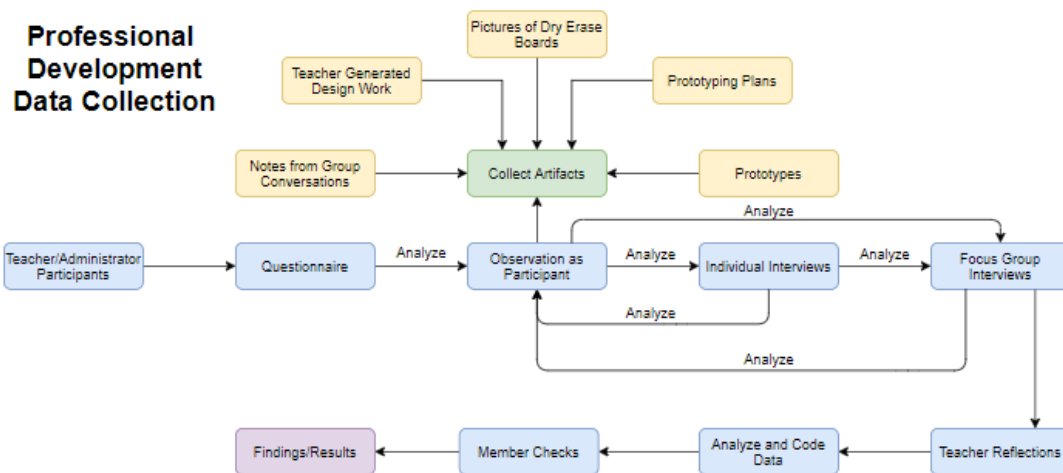 Professional
Development
Data Collection
Pictures of Dry Erase
Boards
Teacher Generated
Design Work
Prototyping Plans
Notes from Group
Conversations
Collect Artifacts
Prototypes
Analyze
Teacher/Administrator
Participants
Questionnaire
Analyze
Observation as
Participant
Analyze
Individual Interviews
Analyze
Focus Group
Interviews
Analyze
Analyze
Findings/Results
Member Checks
Analyze and Code
Data
Teacher Reflections